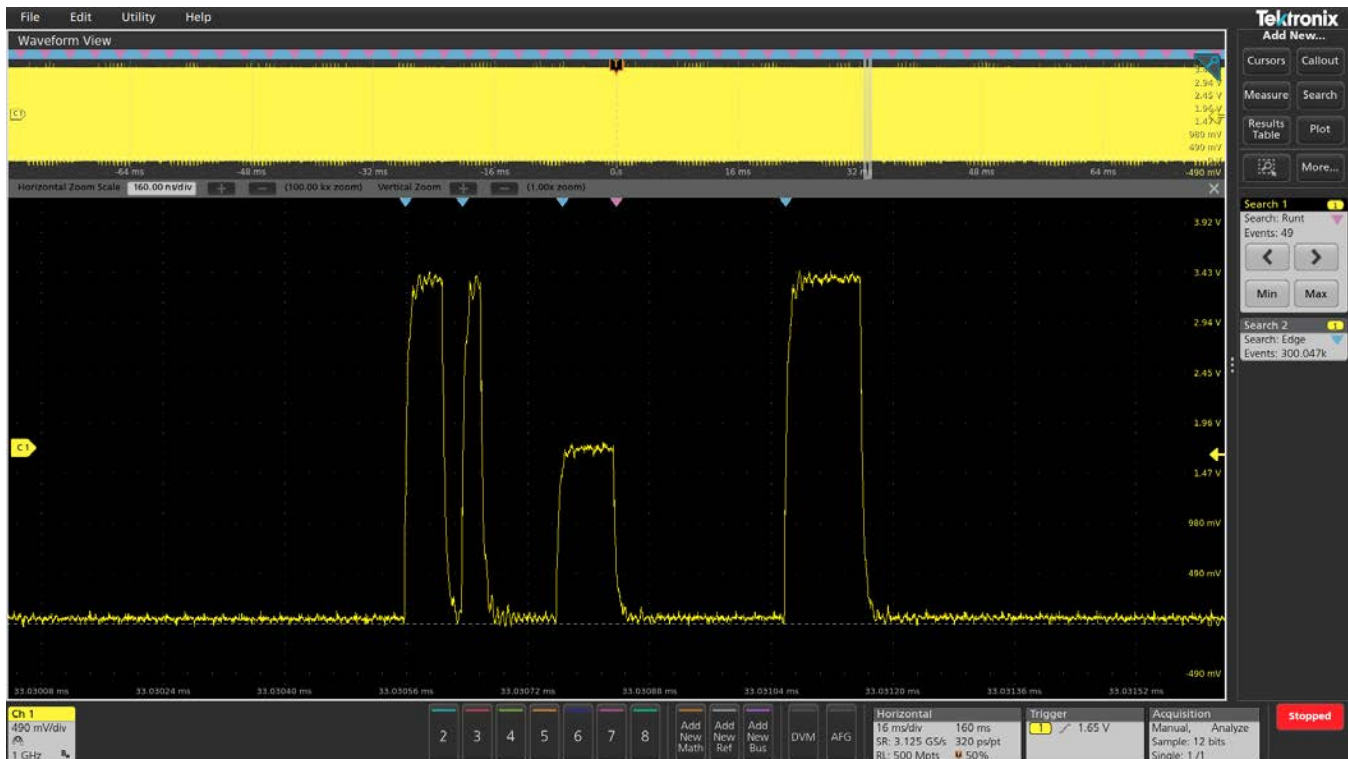 File Edit Utility Help
Tektronix
Waveform View
Add New...
Cursors Callout
Measure Search
Results Table Plot
More...
C1
2.94 V
2.45 V
1.96 V
1.47 V
980 mV
490 mV
-490 mV
-64 ms -48 ms -32 ms -16 ms 0 s 16 ms 48 ms 64 ms
Horizontal Zoom Scale 160.00 ns/div + - (100.00 kx zoom) Vertical Zoom + - (1.00x zoom)
3.92 V
3.43 V
2.94 V
2.45 V
1.96 V
C1
1.47 V
980 mV
490 mV
0 V
-490 mV
33.03008 ms 33.03024 ms 33.03040 ms 33.03056 ms 33.03072 ms 33.03088 ms 33.03104 ms 33.03120 ms 33.03136 ms 33.03152 ms
Search 1 1
Search: Runt
Events: 49
< >
Min Max
Search 2 1
Search: Edge
Events: 300.047k
Ch 1
490 mV/div
1 GHz
2 3 4 5 6 7 8
Add New Math
Add New Ref
Add New Bus
DVM AFG
Horizontal
16 ms/div 160 ms
SR: 3.125 GS/s 320 ps/pt
RL: 500 Mpts 50%
Trigger
1 1.65 V
Acquisition
Manual, Analyze
Sample: 12 bits
Single: 1 /1
Stopped